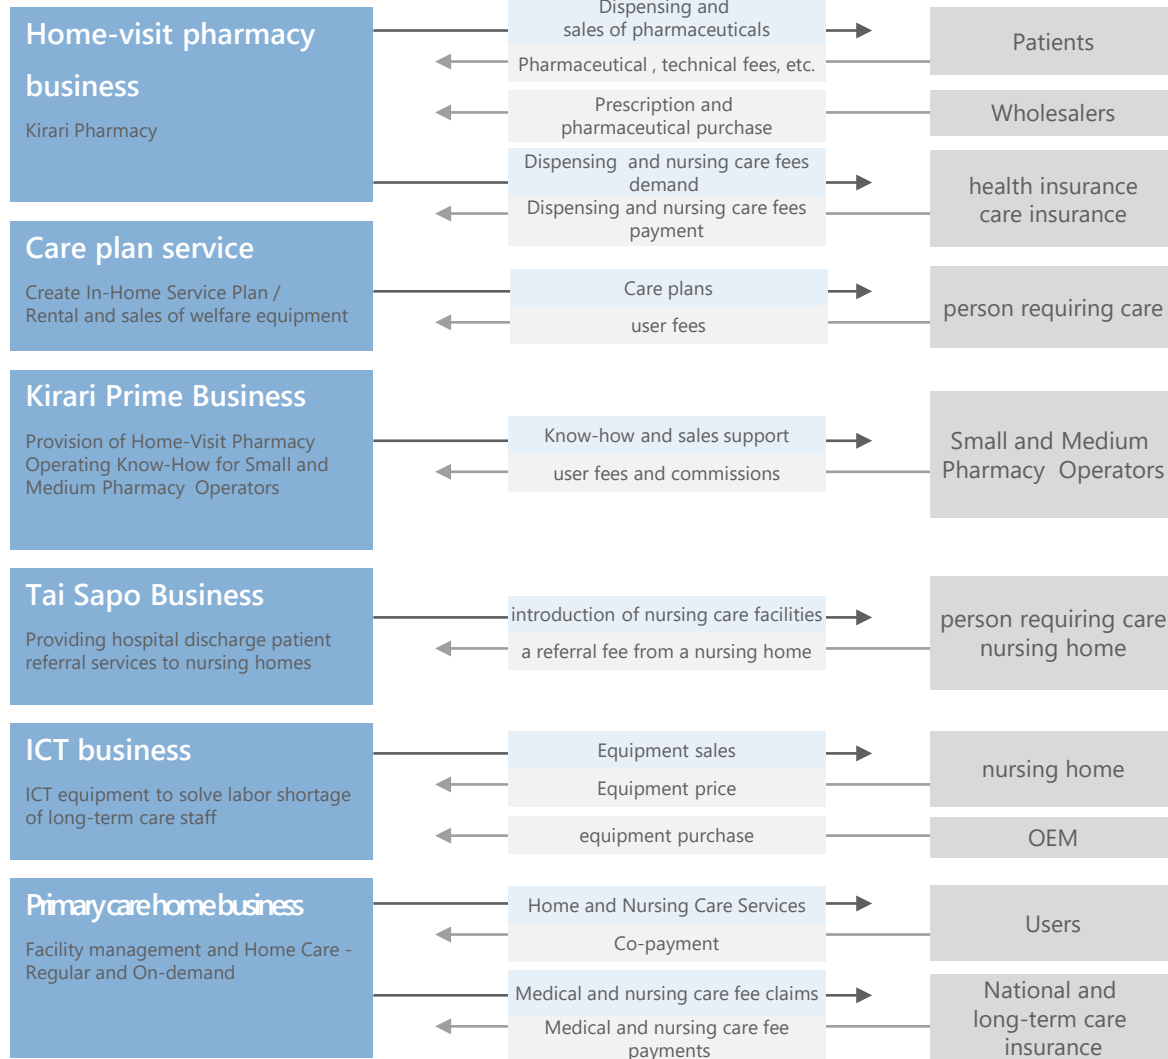 Home-visit pharmacy
business
Kirari Pharmacy
Dispensing and
sales of pharmaceuticals
Pharmaceutical , technical fees, etc.
Patients
Prescription and
pharmaceutical purchase
Wholesalers
Dispensing and nursing care fees
demand
Dispensing and nursing care fees
payment
health insurance
care insurance
Care plan service
Create In-Home Service Plan /
Rental and sales of welfare equipment
Care plans
user fees
person requiring care
Kirari Prime Business
Provision of Home-Visit Pharmacy
Operating Know-How for Small and
Medium Pharmacy Operators
Know-how and sales support
user fees and commissions
Small and Medium
Pharmacy Operators
Tai Sapo Business
Providing hospital discharge patient
referral services to nursing homes
introduction of nursing care facilities
a referral fee from a nursing home
person requiring care
nursing home
ICT business
ICT equipment to solve labor shortage
of long-term care staff
Equipment sales
Equipment price
nursing home
equipment purchase
OEM
Primary care home business
Facility management and Home Care -
Regular and On-demand
Home and Nursing Care Services
Co-payment
Users
Medical and nursing care fee claims
Medical and nursing care fee
payments
National and
long-term care
insurance